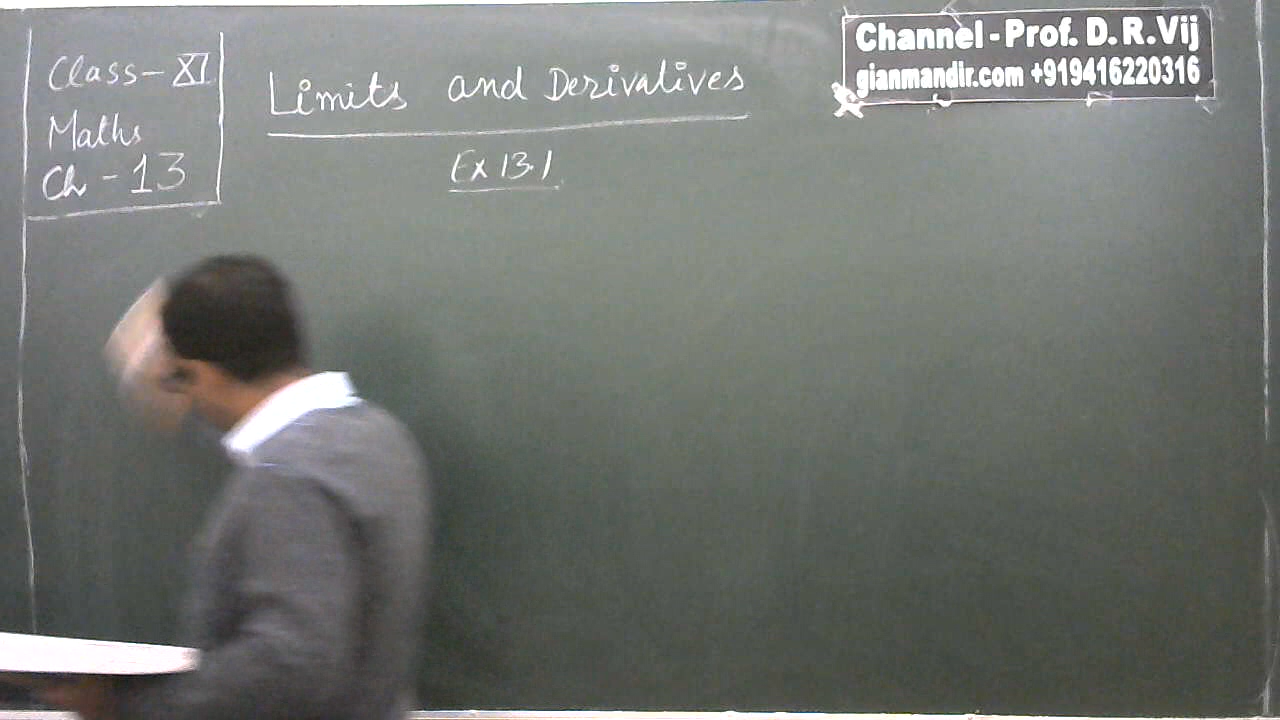 Class - XI
Maths
Ch - 13
Limits and Derivatives
Ex 13.1
Channel - Prof. D. R. Vij
gianmandir.com +919416220316